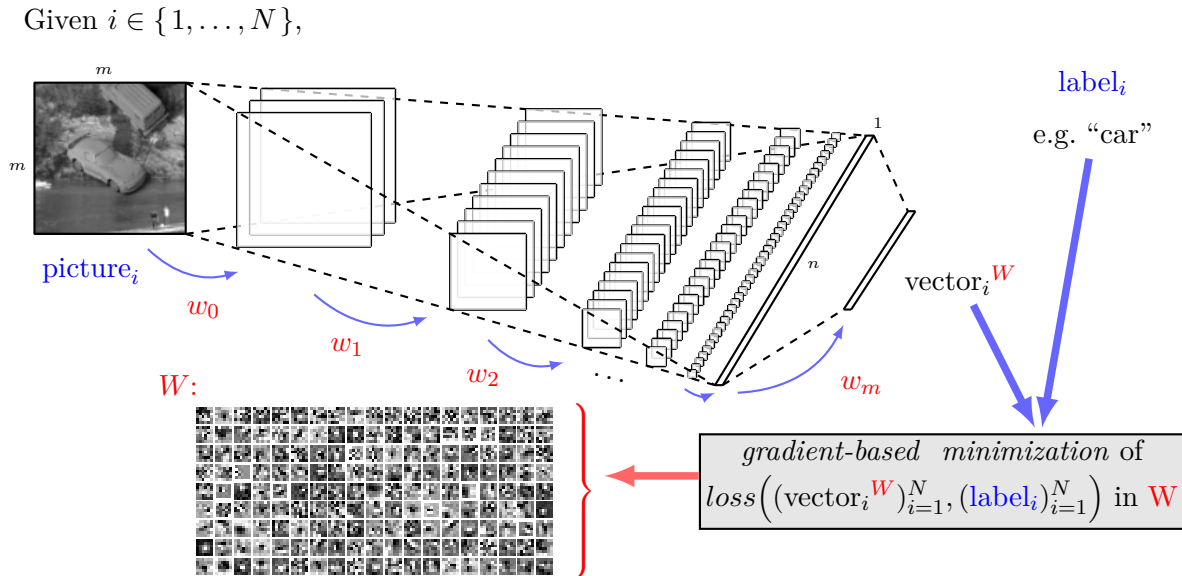 Given i ∈ {1, …, N},
m
m
picture_i
w_0
w_1
w_2
...
w_m
n
1
label_i
e.g. “car”
vector_i^W
W:
gradient-based minimization of
loss((vector_i^W)_{i=1}^N, (label_i)_{i=1}^N) in W